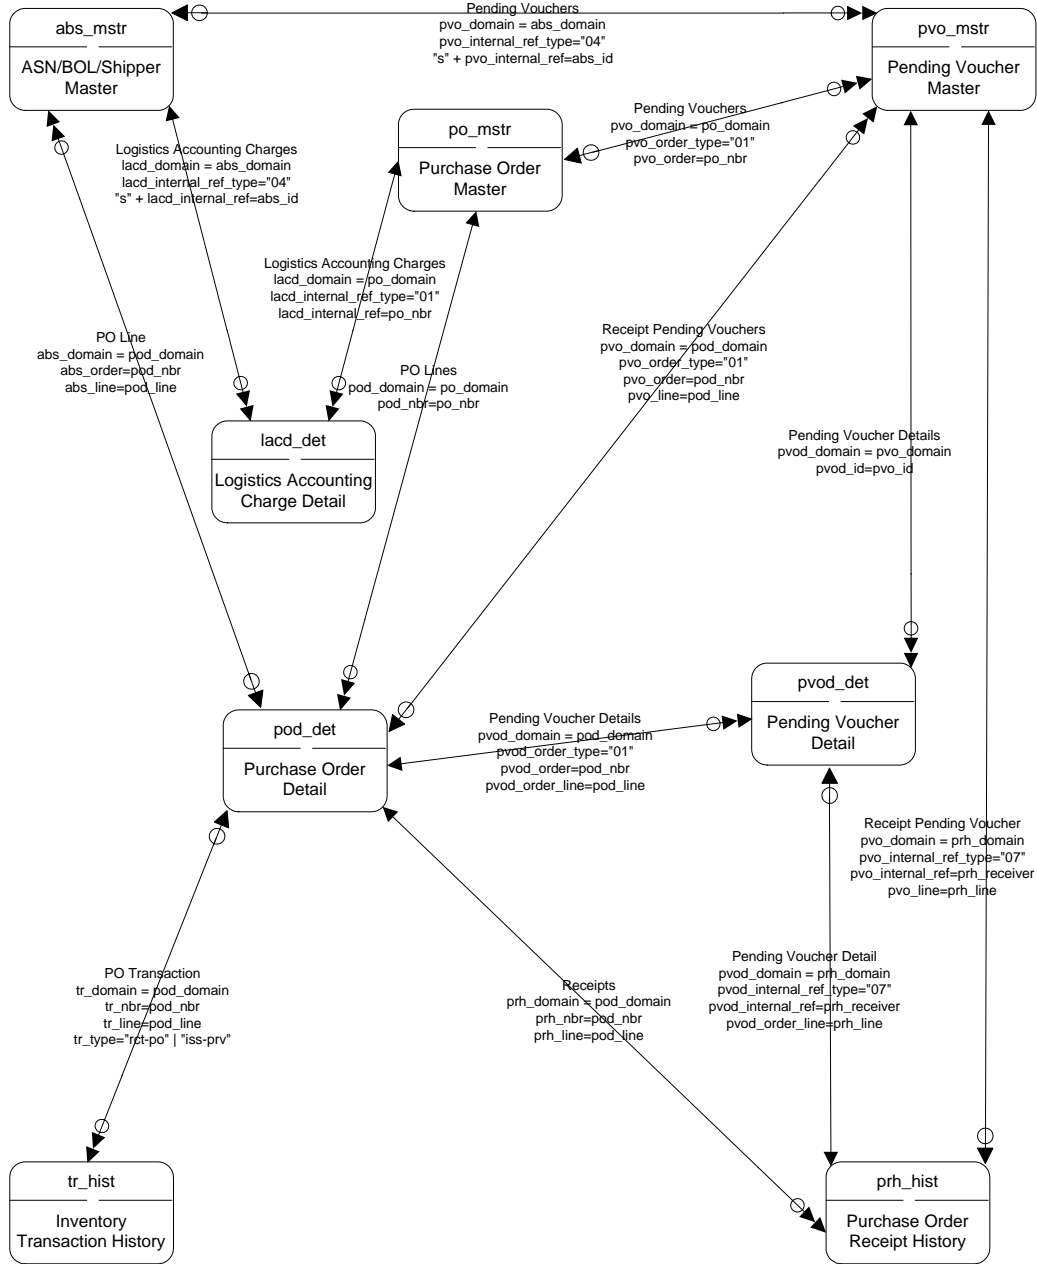 abs_mstr
ASN/BOL/Shipper
Master
Pending Vouchers
pvo_domain = abs_domain
pvo_internal_ref_type="04"
"s" + pvo_internal_ref=abs_id
pvo_mstr
Pending Voucher
Master
po_mstr
Purchase Order
Master
Pending Vouchers
pvo_domain = po_domain
pvo_order_type="01"
pvo_order=po_nbr
Logistics Accounting Charges
lacd_domain = abs_domain
lacd_internal_ref_type="04"
"s" + lacd_internal_ref=abs_id
Logistics Accounting Charges
lacd_domain = po_domain
lacd_internal_ref_type="01"
lacd_internal_ref=po_nbr
PO Line
abs_domain = pod_domain
abs_order=pod_nbr
abs_line=pod_line
PO Lines
pod_domain = po_domain
pod_nbr=po_nbr
Receipt Pending Vouchers
pvo_domain = pod_domain
pvo_order_type="01"
pvo_order=pod_nbr
pvo_line=pod_line
lacd_det
Logistics Accounting
Charge Detail
Pending Voucher Details
pvod_domain = pvo_domain
pvod_id=pvo_id
pvod_det
Pending Voucher
Detail
pod_det
Purchase Order
Detail
Pending Voucher Details
pvod_domain = pod_domain
pvod_order_type="01"
pvod_order=pod_nbr
pvod_order_line=pod_line
Receipt Pending Voucher
pvo_domain = prh_domain
pvo_internal_ref_type="07"
pvo_internal_ref=prh_receiver
pvo_line=prh_line
PO Transaction
tr_domain = pod_domain
tr_nbr=pod_nbr
tr_line=pod_line
tr_type="rct-po" | "iss-prv"
Receipts
prh_domain = pod_domain
prh_nbr=pod_nbr
prh_line=pod_line
Pending Voucher Detail
pvod_domain = prh_domain
pvod_internal_ref_type="07"
pvod_internal_ref=prh_receiver
pvod_order_line=prh_line
tr_hist
Inventory
Transaction History
prh_hist
Purchase Order
Receipt History